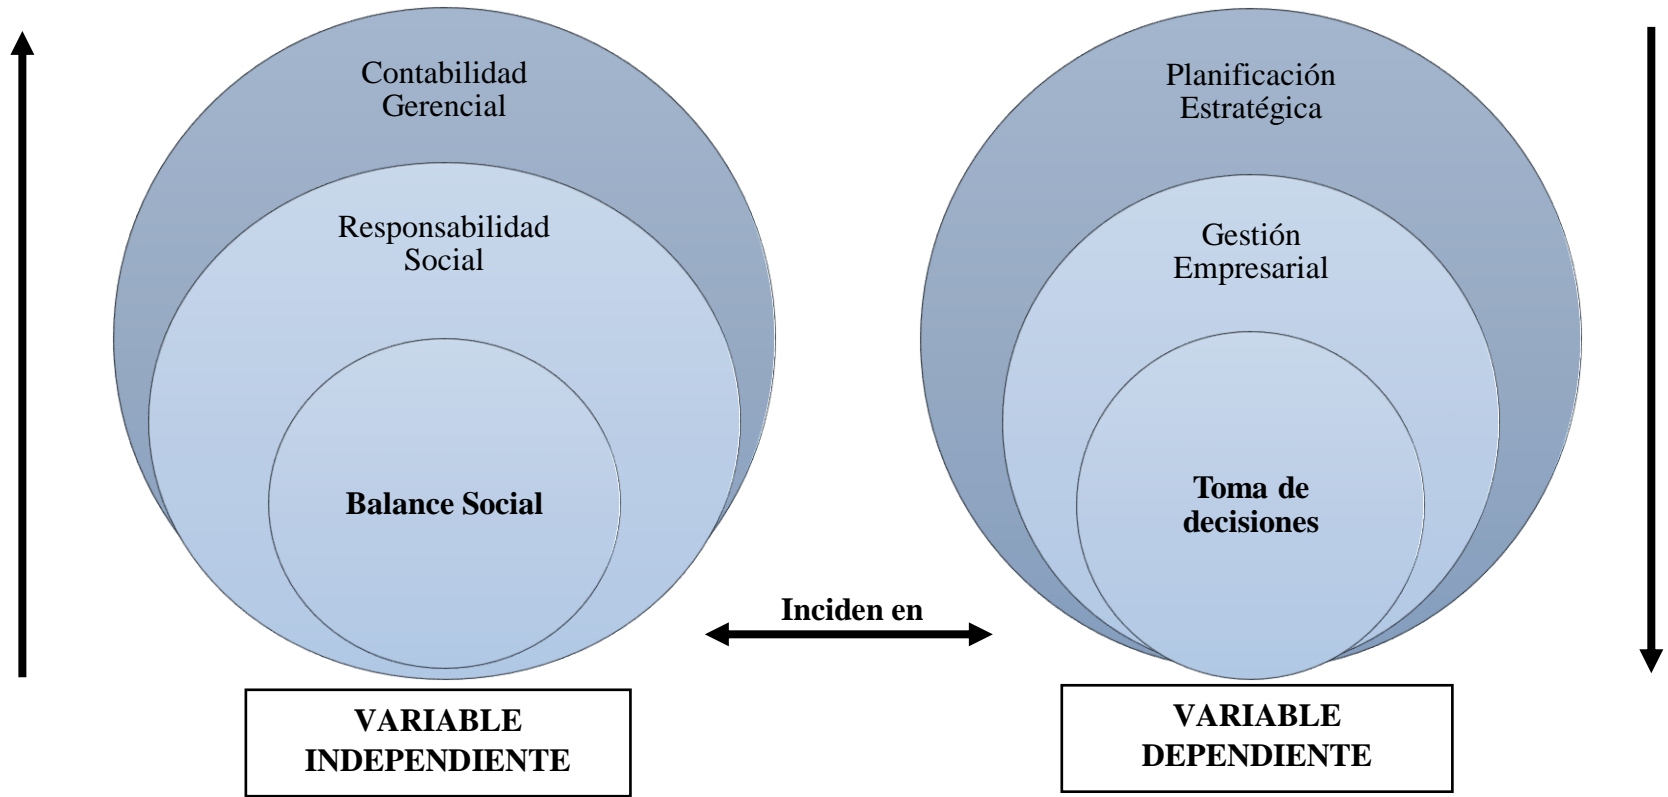 Contabilidad
Gerencial
Responsabilidad
Social
Balance Social
VARIABLE
INDEPENDIENTE
Inciden en
Planificación
Estratégica
Gestión
Empresarial
Toma de
decisiones
VARIABLE
DEPENDIENTE